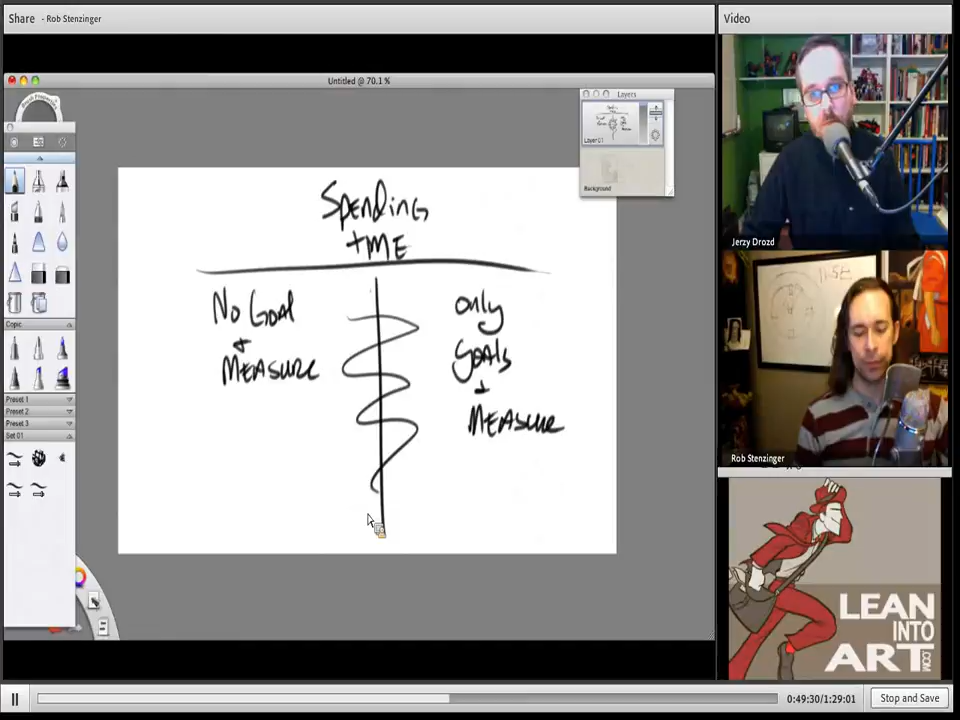 Share - Rob Stenzinger
Video
Untitled @ 70.1 %
Layers
Layer 01
Background
Spending
tME
No Goal
+
MEASURE
only
Goals
+
MEASURE
Copic
Preset 1
Preset 2
Preset 3
Set 01
Jerzy Drozd
Rob Stenzinger
LEAN
INTO
ART
.COM
0:49:30/1:29:01
Stop and Save